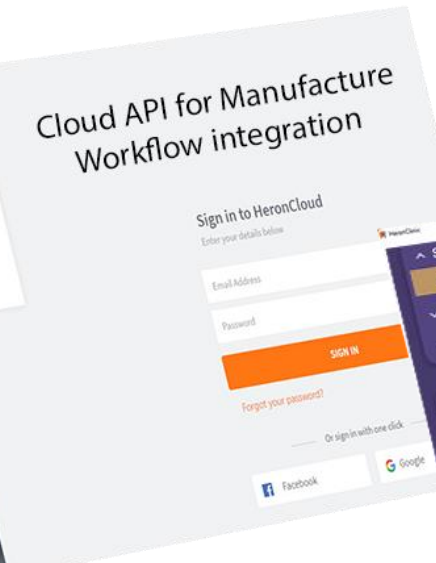 Cloud API for Manufacture
Workflow integration
Sign in to HeronCloud
Enter your details below
HeronClinic
Email Address
Password
SIGN IN
Forgot your password?
Or sign in with one click
Facebook
Google